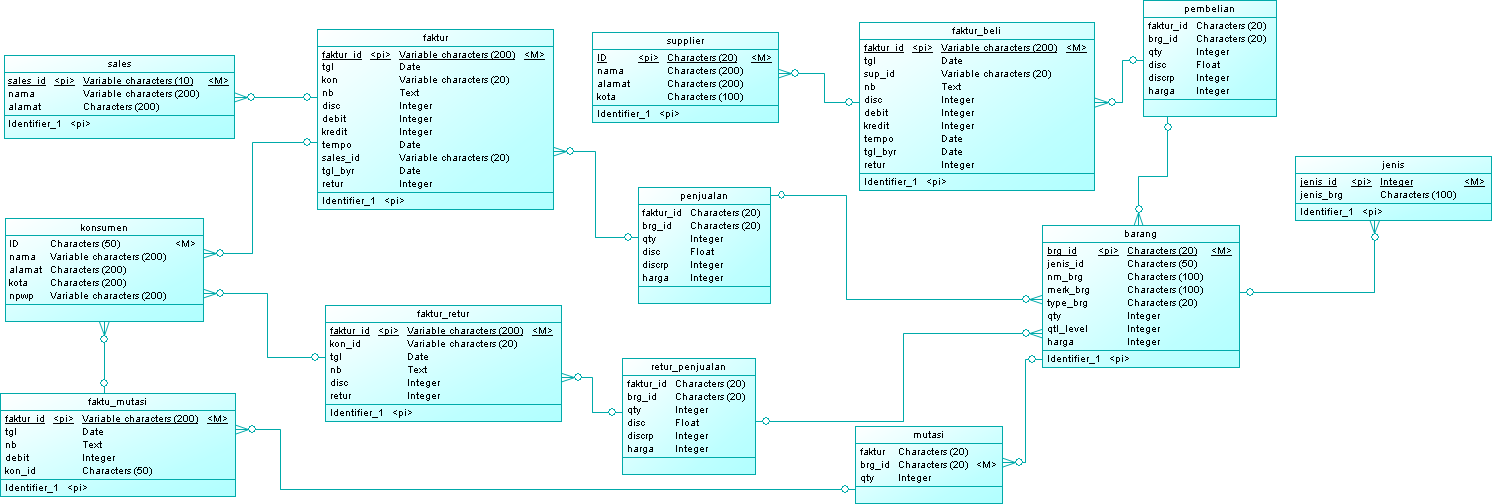 sales
sales_id <pi> Variable characters (10) <M>
nama Variable characters (200)
alamat Characters (200)
Identifier_1 <pi>
faktur
faktur_id <pi> Variable characters (200) <M>
tgl Date
kon Variable characters (20)
nb Text
disc Integer
debit Integer
kredit Integer
tempo Date
sales_id Variable characters (20)
tgl_byr Date
retur Integer
Identifier_1 <pi>
supplier
ID <pi> Characters (20) <M>
nama Characters (200)
alamat Characters (200)
kota Characters (100)
Identifier_1 <pi>
faktur_beli
faktur_id <pi> Variable characters (200) <M>
tgl Date
sup_id Variable characters (20)
nb Text
disc Integer
debit Integer
kredit Integer
tempo Date
tgl_byr Date
retur Integer
Identifier_1 <pi>
pembelian
faktur_id Characters (20)
brg_id Characters (20)
qty Integer
disc Float
discrp Integer
harga Integer
jenis
jenis_id <pi> Integer <M>
jenis_brg Characters (100)
Identifier_1 <pi>
penjualan
faktur_id Characters (20)
brg_id Characters (20)
qty Integer
disc Float
discrp Integer
harga Integer
konsumen
ID Characters (50) <M>
nama Variable characters (200)
alamat Characters (200)
kota Characters (200)
npwp Variable characters (200)
barang
brg_id <pi> Characters (20) <M>
jenis_id Characters (50)
nm_brg Characters (100)
merk_brg Characters (100)
type_brg Characters (20)
qty Integer
qtl_level Integer
harga Integer
Identifier_1 <pi>
faktur_retur
faktur_id <pi> Variable characters (200) <M>
kon_id Variable characters (20)
tgl Date
nb Text
disc Integer
retur Integer
Identifier_1 <pi>
retur_penjualan
faktur_id Characters (20)
brg_id Characters (20)
qty Integer
disc Float
discrp Integer
harga Integer
faktu_mutasi
faktur_id <pi> Variable characters (200) <M>
tgl Date
nb Text
debit Integer
kon_id Characters (50)
Identifier_1 <pi>
mutasi
faktur Characters (20)
brg_id Characters (20) <M>
qty Integer